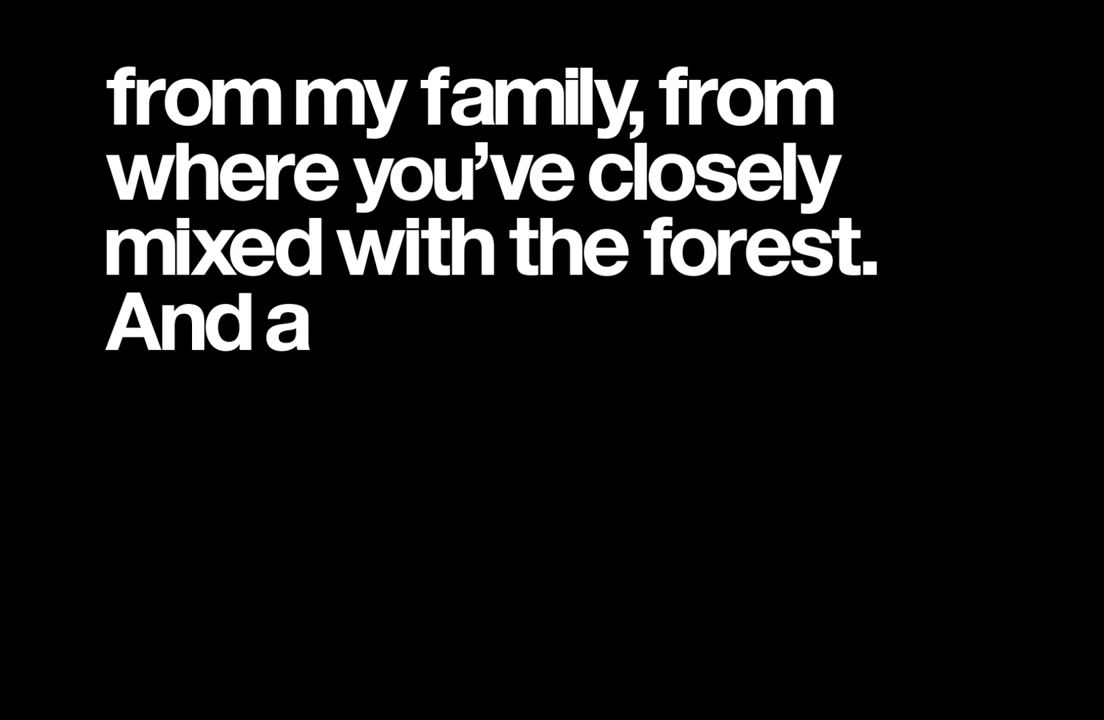 from my family, from
where you’ve closely
mixed with the forest.
And a